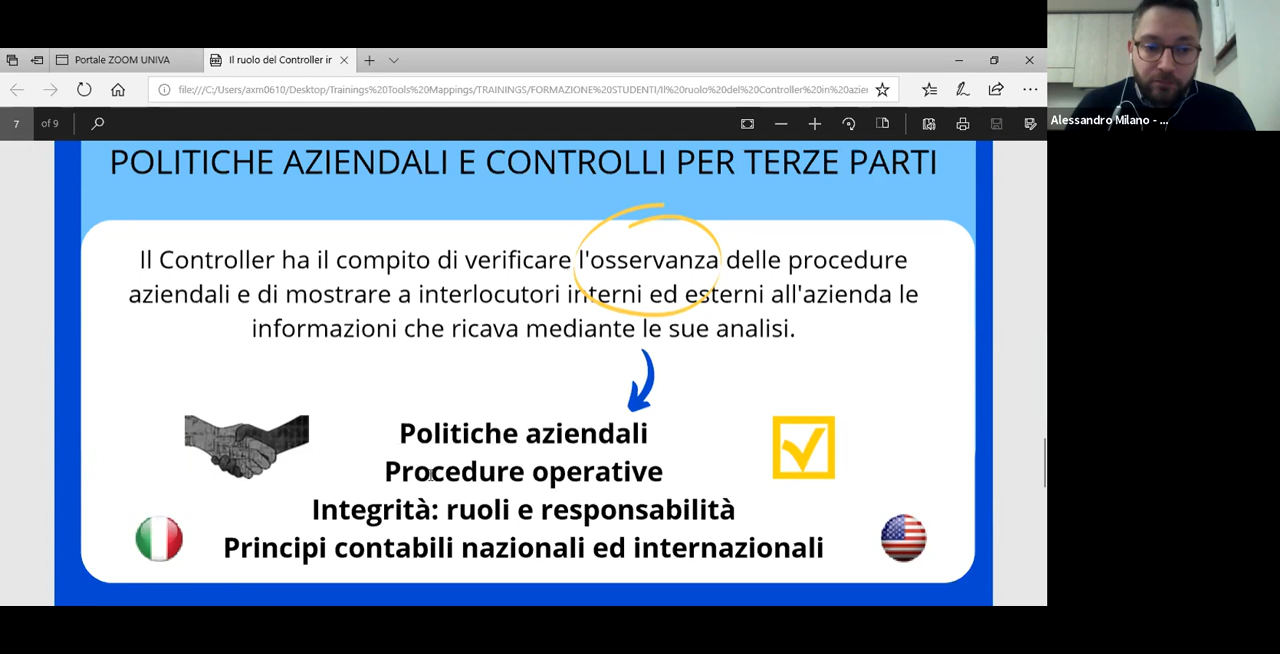 Portale ZOOM UNIVA
Il ruolo del Controller ir
file:///C:/Users/axm0610/Desktop/Trainings%20Tools%20Mappings/TRAININGS/FORMAZIONE%20STUDENTI/Il%20ruolo%20del%20Controller%20in%20azie
7 of 9
Alessandro Milano - ...
POLITICHE AZIENDALI E CONTROLLI PER TERZE PARTI
Il Controller ha il compito di verificare l'osservanza delle procedure
aziendali e di mostrare a interlocutori interni ed esterni all'azienda le
informazioni che ricava mediante le sue analisi.
Politiche aziendali
Procedure operative
Integrità: ruoli e responsabilità
Principi contabili nazionali ed internazionali